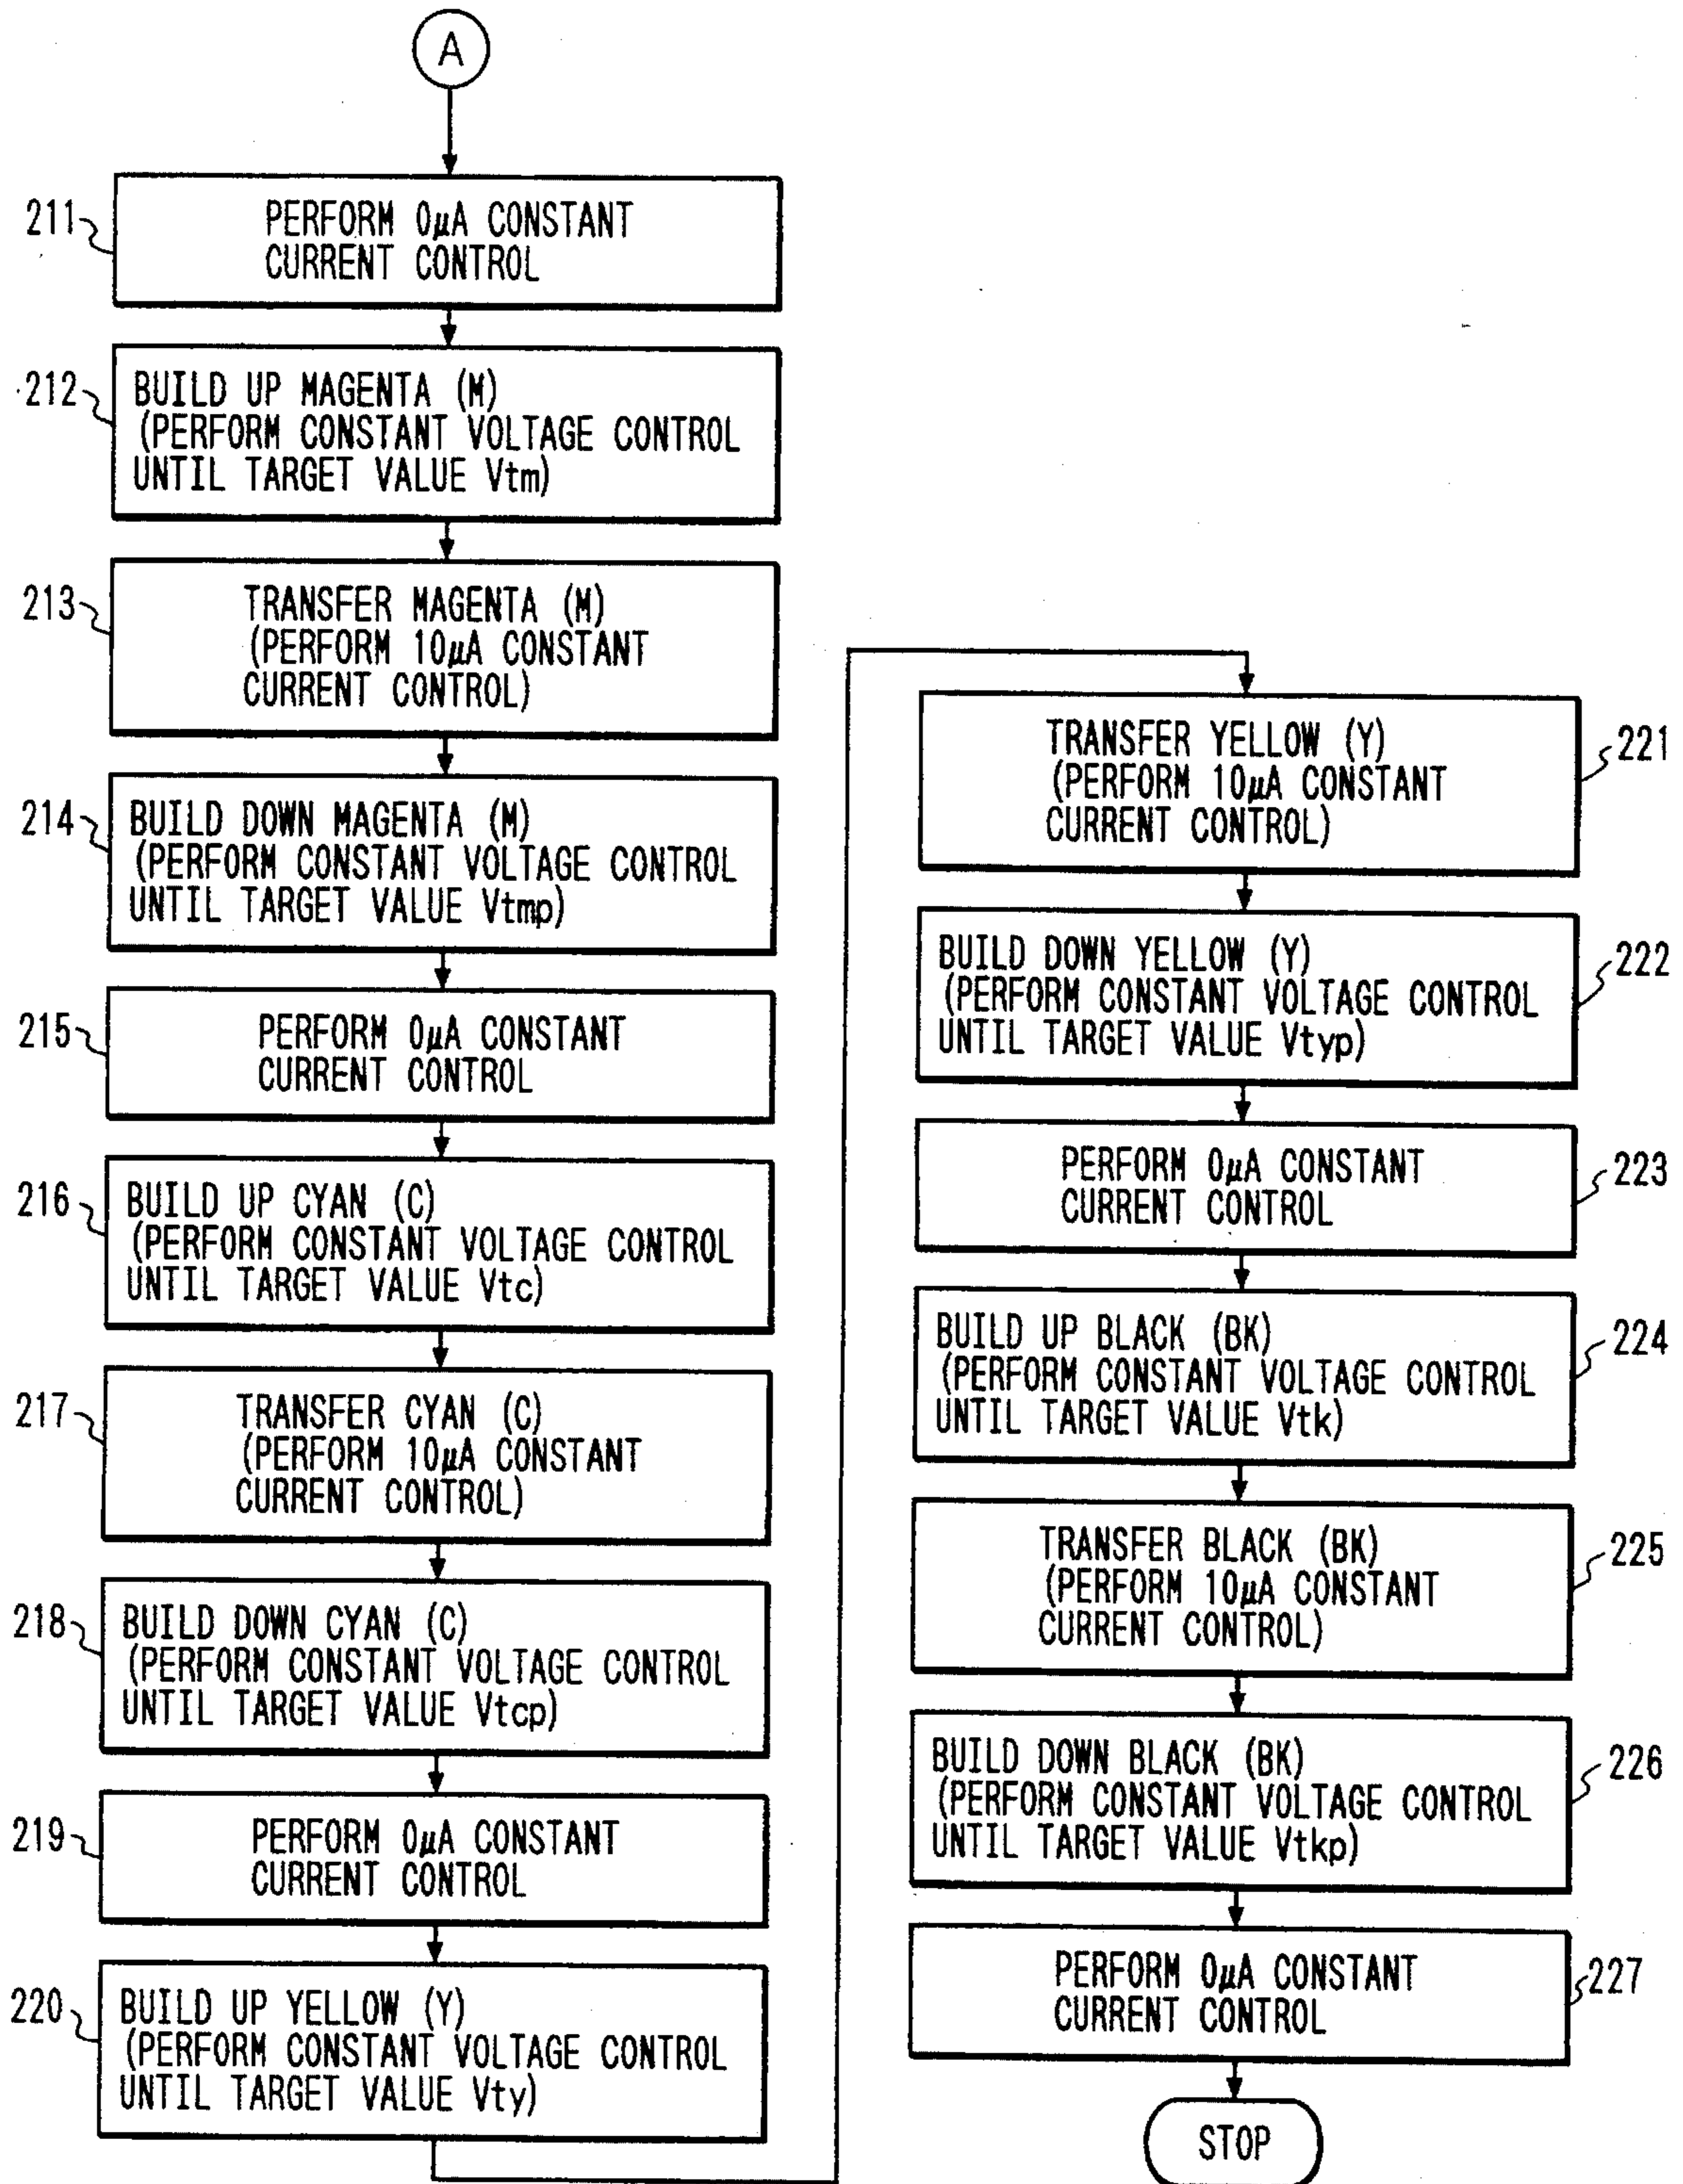 A
211
PERFORM 0μA CONSTANT
CURRENT CONTROL
212
BUILD UP MAGENTA (M)
(PERFORM CONSTANT VOLTAGE CONTROL
UNTIL TARGET VALUE Vtm)
213
TRANSFER MAGENTA (M)
(PERFORM 10μA CONSTANT
CURRENT CONTROL)
214
BUILD DOWN MAGENTA (M)
(PERFORM CONSTANT VOLTAGE CONTROL
UNTIL TARGET VALUE Vtmp)
215
PERFORM 0μA CONSTANT
CURRENT CONTROL
216
BUILD UP CYAN (C)
(PERFORM CONSTANT VOLTAGE CONTROL
UNTIL TARGET VALUE Vtc)
217
TRANSFER CYAN (C)
(PERFORM 10μA CONSTANT
CURRENT CONTROL)
218
BUILD DOWN CYAN (C)
(PERFORM CONSTANT VOLTAGE CONTROL
UNTIL TARGET VALUE Vtcp)
219
PERFORM 0μA CONSTANT
CURRENT CONTROL
220
BUILD UP YELLOW (Y)
(PERFORM CONSTANT VOLTAGE CONTROL
UNTIL TARGET VALUE Vty)
TRANSFER YELLOW (Y)
(PERFORM 10μA CONSTANT
CURRENT CONTROL)
221
BUILD DOWN YELLOW (Y)
(PERFORM CONSTANT VOLTAGE CONTROL
UNTIL TARGET VALUE Vtyp)
222
PERFORM 0μA CONSTANT
CURRENT CONTROL
223
BUILD UP BLACK (BK)
(PERFORM CONSTANT VOLTAGE CONTROL
UNTIL TARGET VALUE Vtk)
224
TRANSFER BLACK (BK)
(PERFORM 10μA CONSTANT
CURRENT CONTROL)
225
BUILD DOWN BLACK (BK)
(PERFORM CONSTANT VOLTAGE CONTROL
UNTIL TARGET VALUE Vtkp)
226
PERFORM 0μA CONSTANT
CURRENT CONTROL
227
STOP